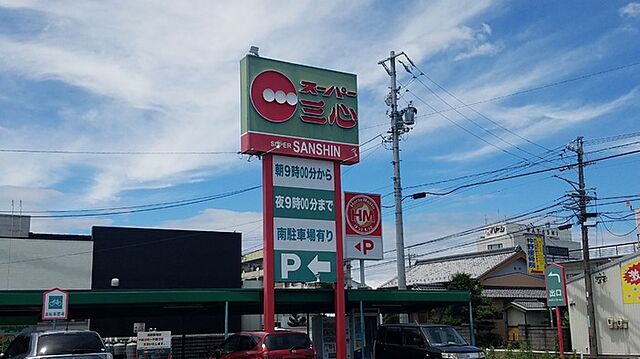 スーパー
三心
SUPER SANSHIN
朝9時00分から
夜9時00分まで
南駐車場有り
P
HM
P
出口
激